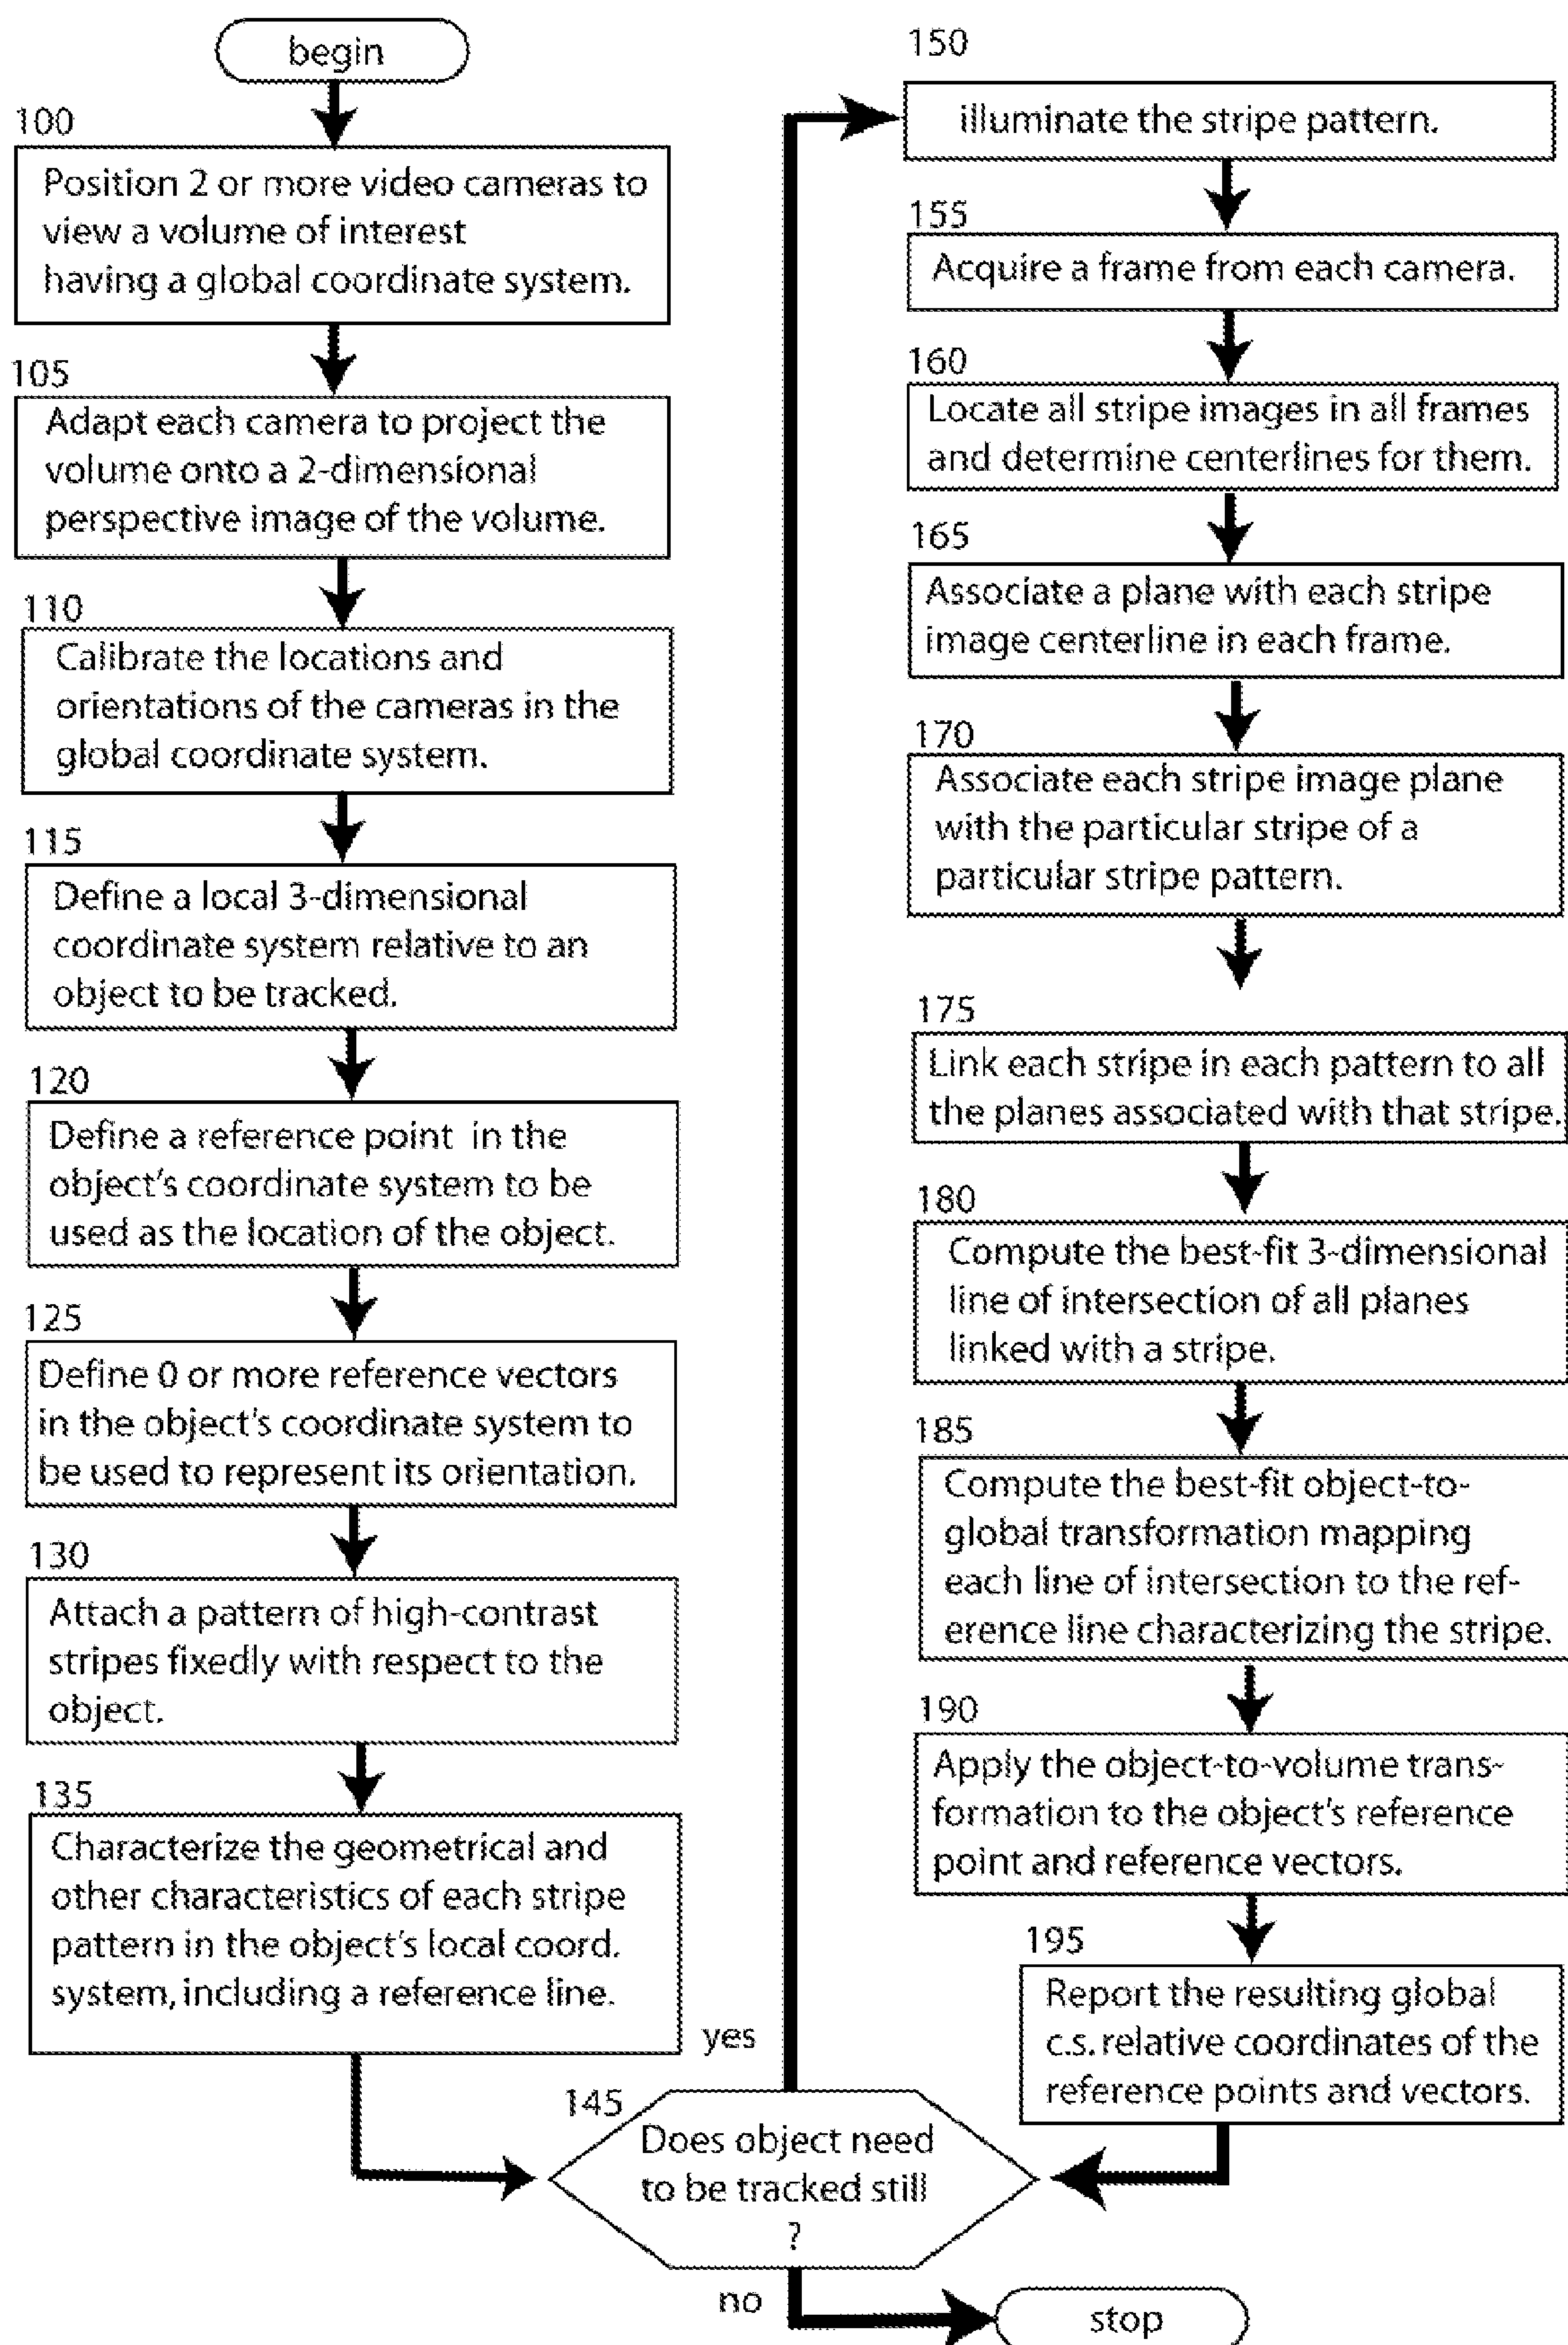 begin
100
Position 2 or more video cameras to
view a volume of interest
having a global coordinate system.
105
Adapt each camera to project the
volume onto a 2-dimensional
perspective image of the volume.
110
Calibrate the locations and
orientations of the cameras in the
global coordinate system.
115
Define a local 3-dimensional
coordinate system relative to an
object to be tracked.
120
Define a reference point in the
object's coordinate system to be
used as the location of the object.
125
Define 0 or more reference vectors
in the object's coordinate system to
be used to represent its orientation.
130
Attach a pattern of high-contrast
stripes fixedly with respect to the
object.
135
Characterize the geometrical and
other characteristics of each stripe
pattern in the object's local coord.
system, including a reference line.
145
Does object need
to be tracked still
?
yes
no
stop
150
illuminate the stripe pattern.
155
Acquire a frame from each camera.
160
Locate all stripe images in all frames
and determine centerlines for them.
165
Associate a plane with each stripe
image centerline in each frame.
170
Associate each stripe image plane
with the particular stripe of a
particular stripe pattern.
175
Link each stripe in each pattern to all
the planes associated with that stripe.
180
Compute the best-fit 3-dimensional
line of intersection of all planes
linked with a stripe.
185
Compute the best-fit object-to-
global transformation mapping
each line of intersection to the ref-
erence line characterizing the stripe.
190
Apply the object-to-volume trans-
formation to the object's reference
point and reference vectors.
195
Report the resulting global
c.s. relative coordinates of the
reference points and vectors.